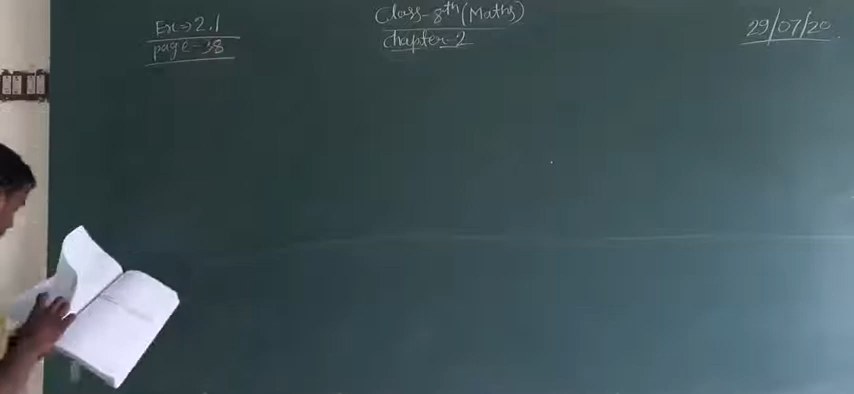 Ex⇒2.1
page-38
Class-8th (Maths)
Chapter-2
29/07/20